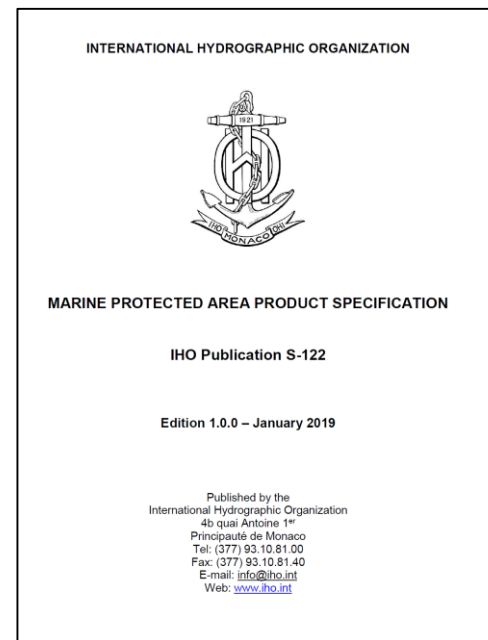 INTERNATIONAL HYDROGRAPHIC ORGANIZATION
1921
IHO MONACO OHI
MARINE PROTECTED AREA PRODUCT SPECIFICATION
IHO Publication S-122
Edition 1.0.0 – January 2019
Published by the
International Hydrographic Organization
4b quai Antoine 1er
Principauté de Monaco
Tel: (377) 93.10.81.00
Fax: (377) 93.10.81.40
E-mail: info@iho.int
Web: www.iho.int